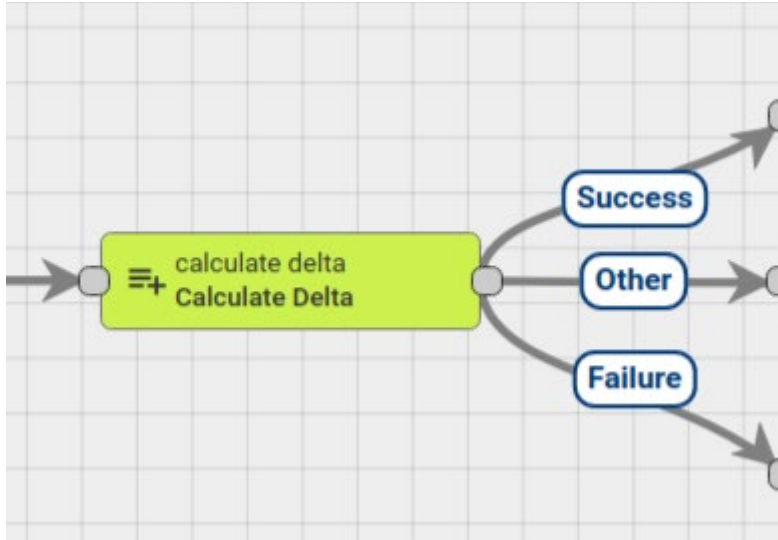 calculate delta
Calculate Delta
Success
Other
Failure